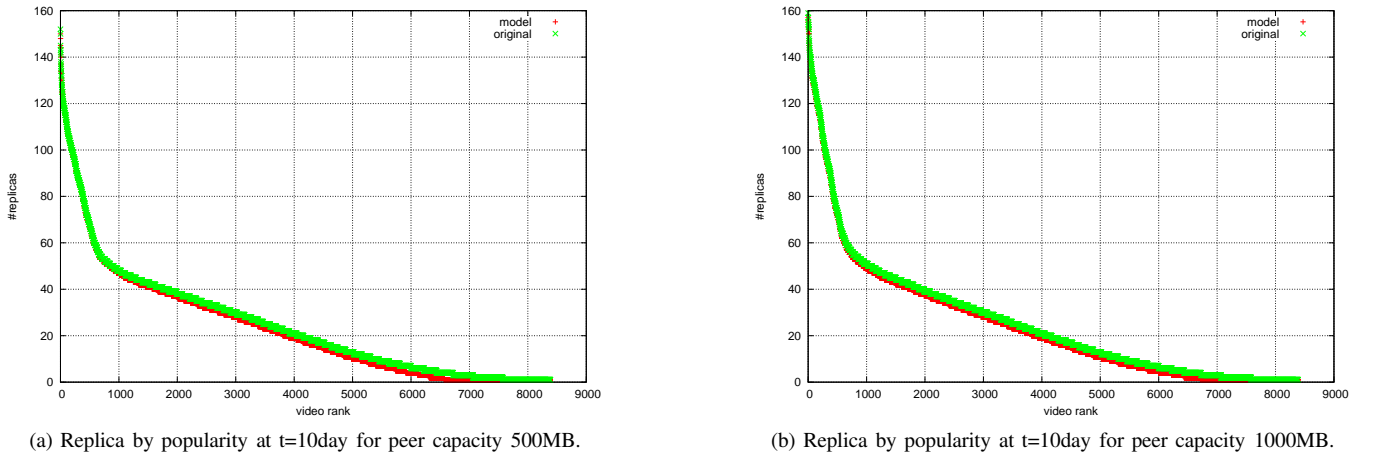 160
140
120
100
80
60
40
20
0
#replicas
model
original
0 1000 2000 3000 4000 5000 6000 7000 8000 9000
video rank
(a) Replica by popularity at t=10day for peer capacity 500MB.
160
140
120
100
80
60
40
20
0
#replicas
model
original
0 1000 2000 3000 4000 5000 6000 7000 8000 9000
video rank
(b) Replica by popularity at t=10day for peer capacity 1000MB.